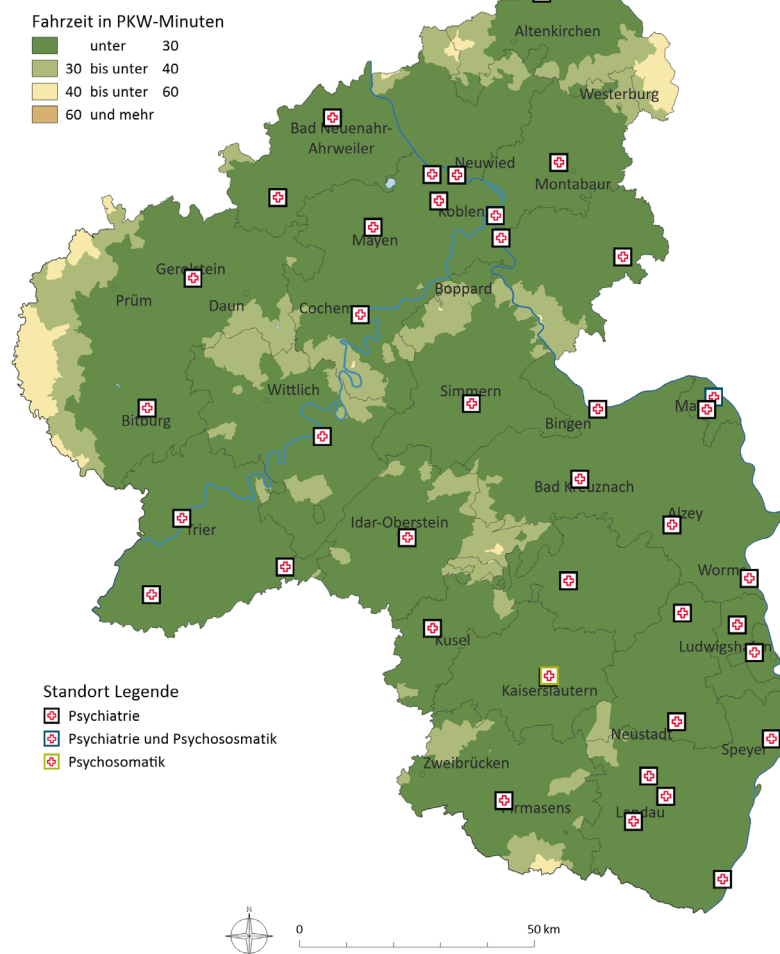 Fahrzeit in PKW-Minuten
unter 30
30 bis unter 40
40 bis unter 60
60 und mehr
Altenkirchen
Westerburg
Bad Neuenahr-
Ahrweiler
Neuwied
Montabaur
Koblen
Mayen
Gerolstein
Prüm
Daun
Cochem
Boppard
Wittlich
Simmern
Bitburg
Bingen
Ma
Bad Kreuznach
Alzey
Idar-Oberstein
Trier
Worms
Kusel
Ludwigshafen
Kaiserslautern
Neustadt
Speyer
Zweibrücken
Pirmasens
Landau
Standort Legende
Psychiatrie
Psychiatrie und Psychososmatik
Psychosomatik
N
0 50 km